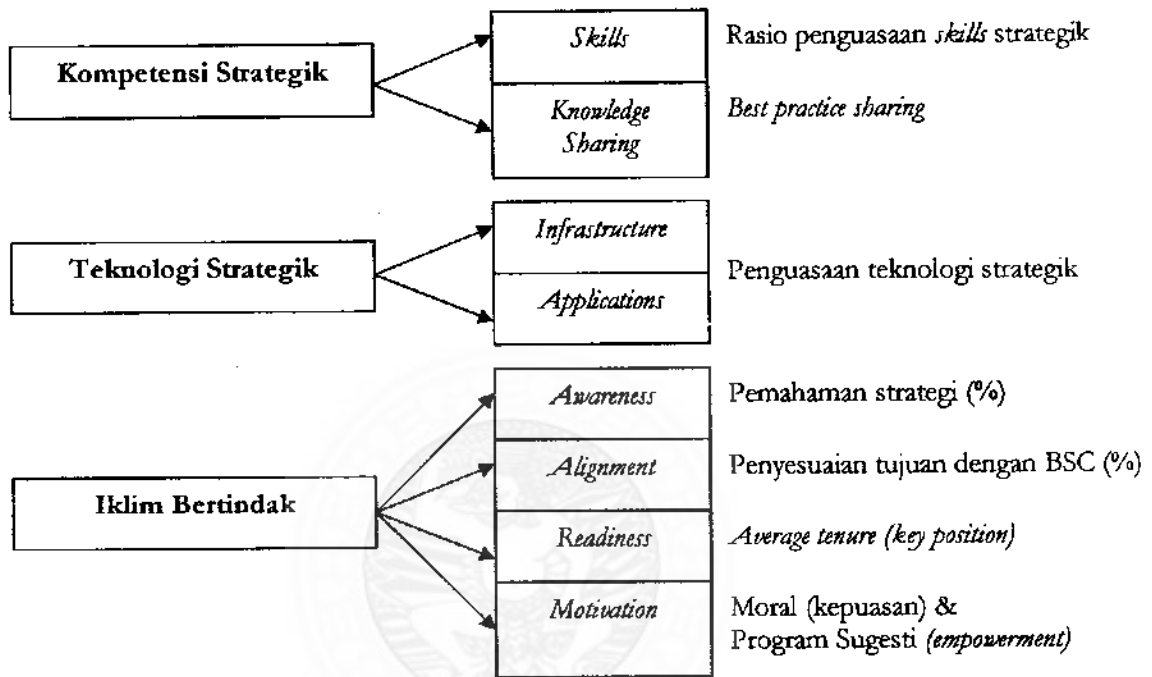 Kompetensi Strategik
Skills
Rasio penguasaan skills strategik
Knowledge
Sharing
Best practice sharing
Teknologi Strategik
Infrastructure
Applications
Penguasaan teknologi strategik
Iklim Bertindak
Awareness
Pemahaman strategi (%)
Alignment
Penyesuaian tujuan dengan BSC (%)
Readiness
Average tenure (key position)
Motivation
Moral (kepuasan) &
Program Sugesti (empowerment)